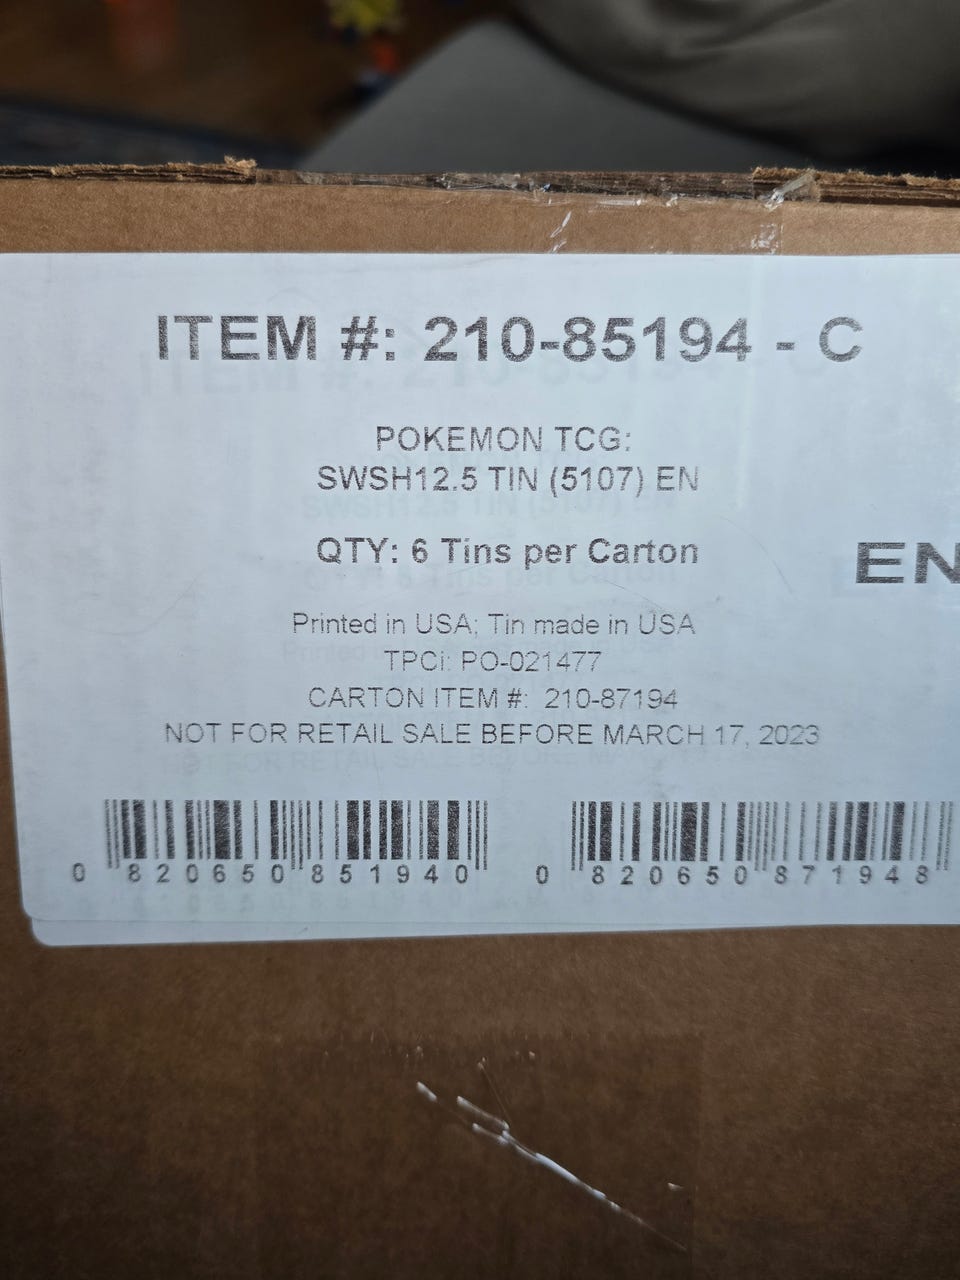 ITEM #: 210-85194 - C
POKEMON TCG:
SWSH12.5 TIN (5107) EN
QTY: 6 Tins per Carton
EN
Printed in USA; Tin made in USA
TPCi: PO-021477
CARTON ITEM #: 210-87194
NOT FOR RETAIL SALE BEFORE MARCH 17, 2023
0 820650 851940
0 820650 871948